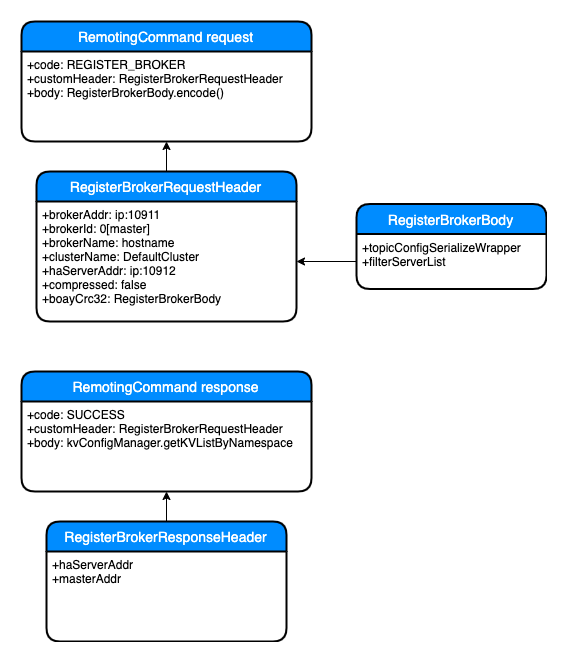 RemotingCommand request
+code: REGISTER_BROKER
+customHeader: RegisterBrokerRequestHeader
+body: RegisterBrokerBody.encode()
RegisterBrokerRequestHeader
+brokerAddr: ip:10911
+brokerId: 0[master]
+brokerName: hostname
+clusterName: DefaultCluster
+haServerAddr: ip:10912
+compressed: false
+boayCrc32: RegisterBrokerBody
RegisterBrokerBody
+topicConfigSerializeWrapper
+filterServerList
RemotingCommand response
+code: SUCCESS
+customHeader: RegisterBrokerRequestHeader
+body: kvConfigManager.getKVListByNamespace
RegisterBrokerResponseHeader
+haServerAddr
+masterAddr